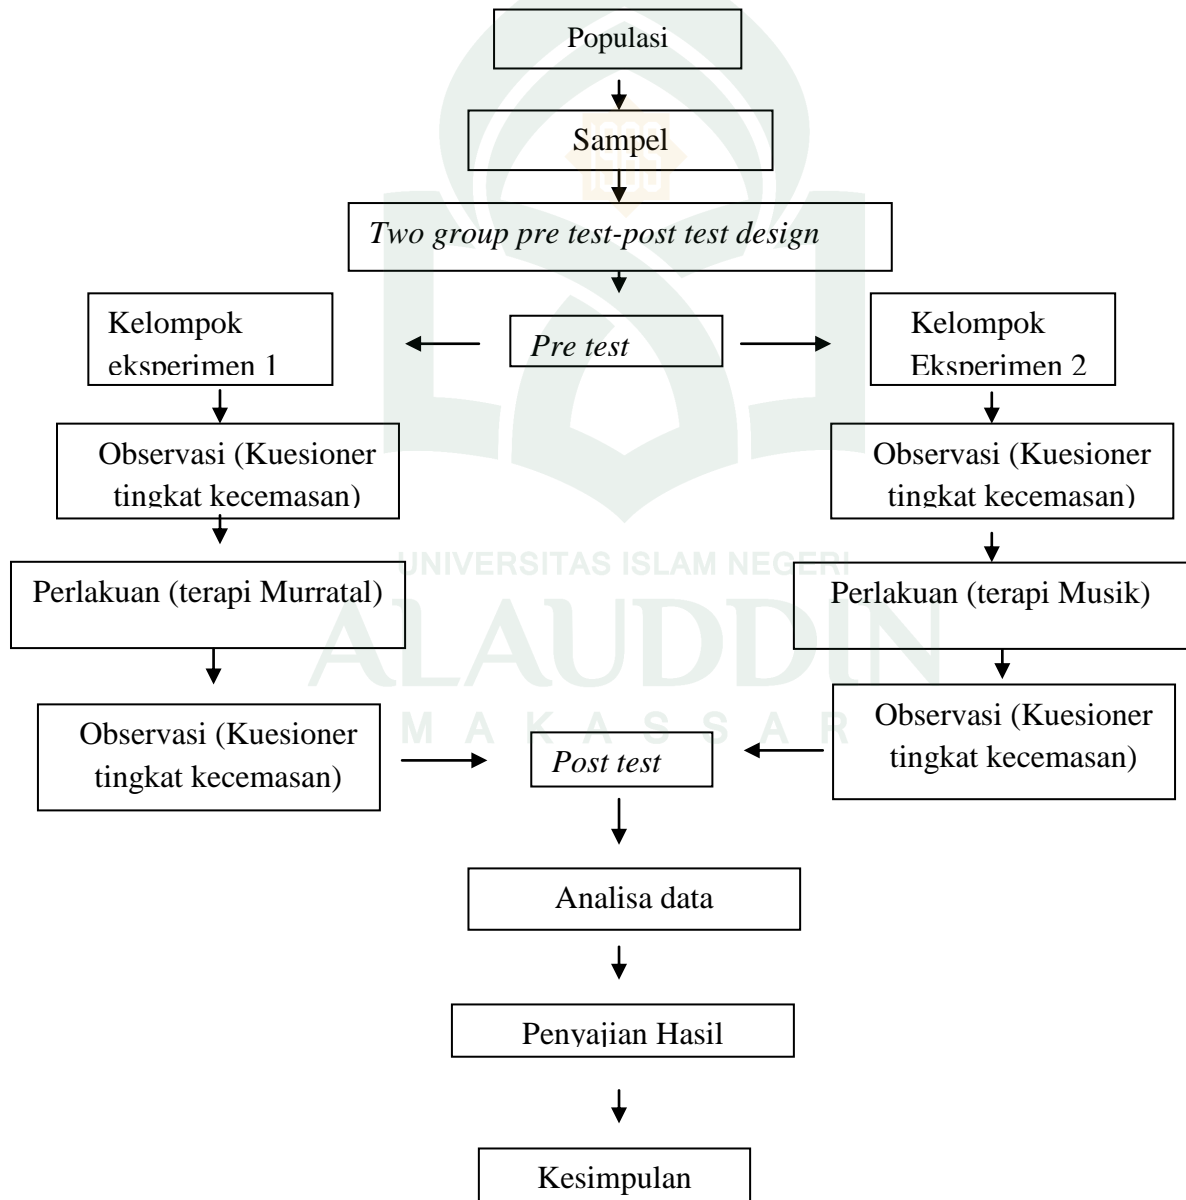 Populasi
Sampel
1965
Two group pre test-post test design
Kelompok
eksperimen 1
Pre test
Kelompok
Eksperimen 2
Observasi (Kuesioner
tingkat kecemasan)
Observasi (Kuesioner
tingkat kecemasan)
UNIVERSITAS ISLAM NEGERI
Perlakuan (terapi Murratal)
Perlakuan (terapi Musik)
ALAUDDIN
MAKASSAR
Observasi (Kuesioner
tingkat kecemasan)
Post test
Observasi (Kuesioner
tingkat kecemasan)
Analisa data
Penyajian Hasil
Kesimpulan